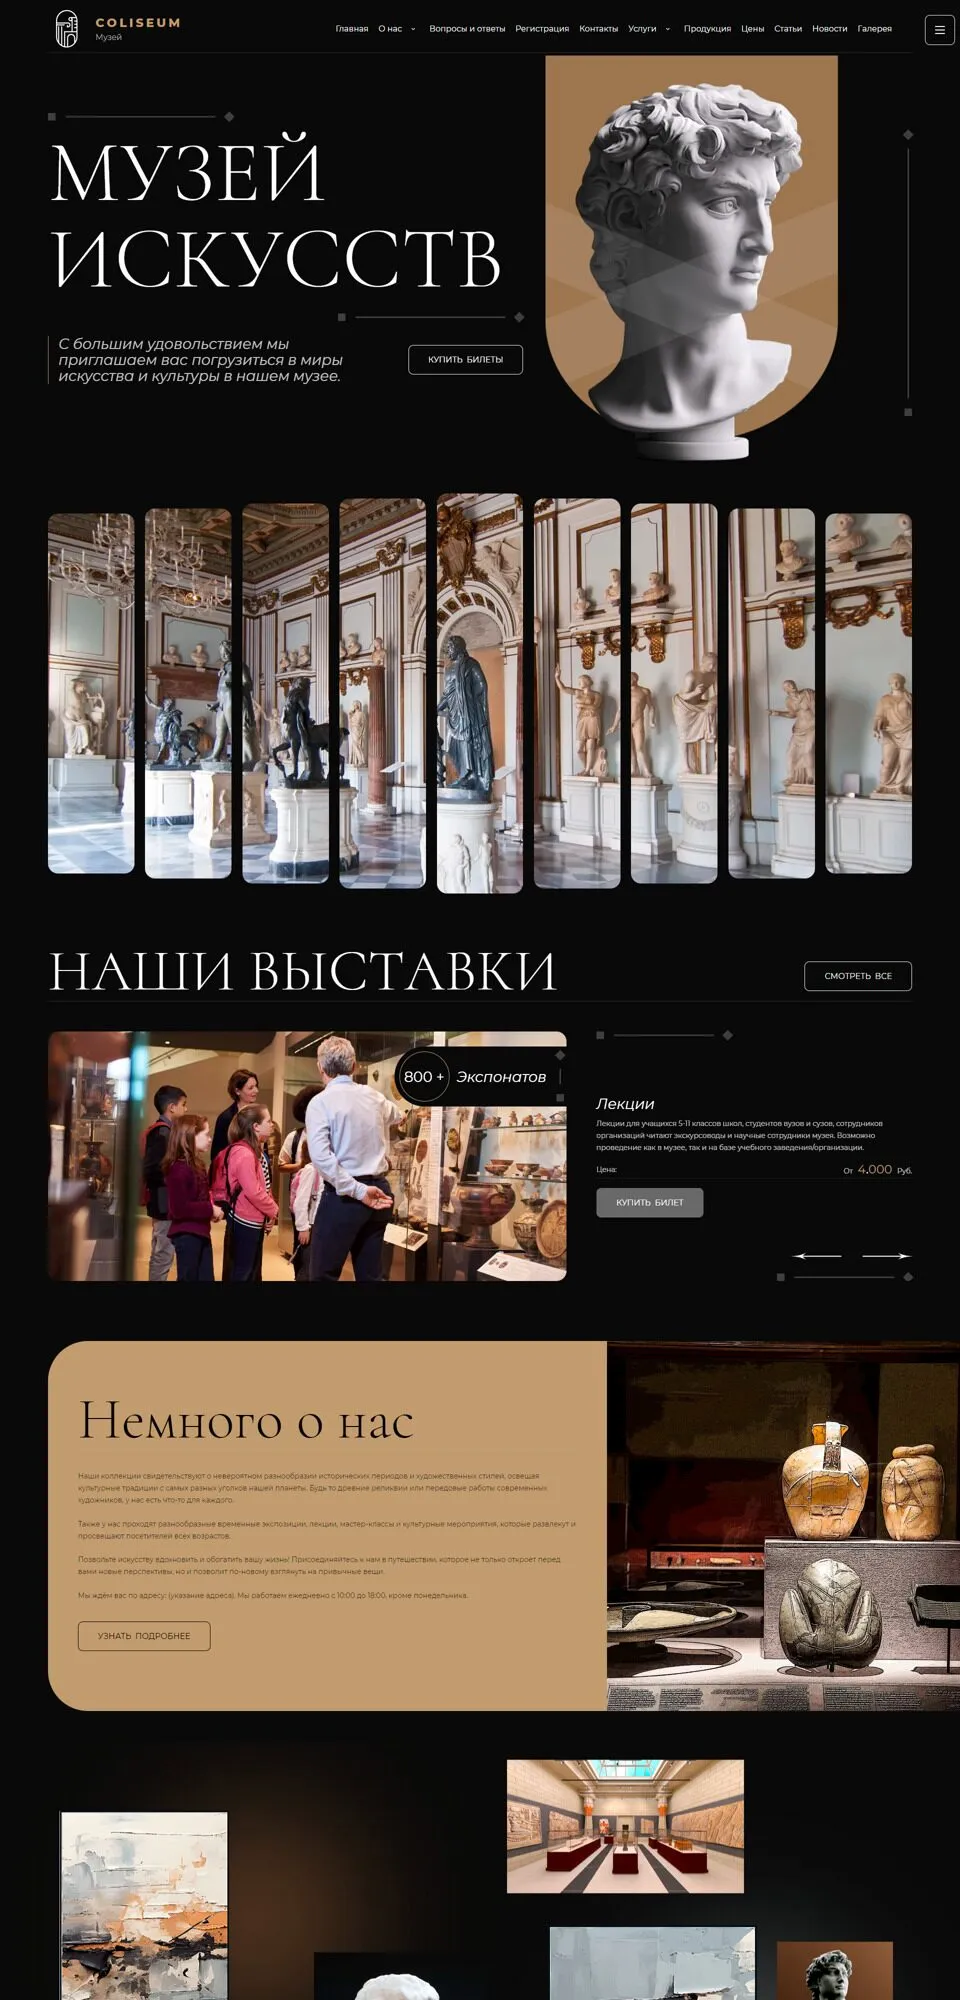 COLISEUM
Музей
Главная О нас Вопросы и ответы Регистрация Контакты Услуги Продукция Цены Статьи Новости Галерея
МУЗЕЙ
ИСКУССТВ
С большим удовольствием мы
приглашаем вас погрузиться в миры
искусства и культуры в нашем музее.
КУПИТЬ БИЛЕТЫ
НАШИ ВЫСТАВКИ
СМОТРЕТЬ ВСЕ
800 + Экспонатов
Лекции
Лекции для учащихся 5-11 классов школ, студентов вузов и сузов, сотрудников
организаций читают экскурсоводы и научные сотрудники музея. Возможно
проведение как в музее, так и на базе учебного заведения/организации.
Цена: От 4.000 Руб.
КУПИТЬ БИЛЕТ
Немного о нас
Наши коллекции свидетельствуют о невероятном разнообразии исторических периодов и художественных стилей, освещая
культурные традиции с самых разных уголков нашей планеты. Будь то древние реликвии или передовые работы современных
художников, у нас есть что-то для каждого.
Также у нас проходят разнообразные временные экспозиции, лекции, мастер-классы и культурные мероприятия, которые развлекут и
просвещают посетителей всех возрастов.
Позвольте искусству вдохновить и обогатить вашу жизнь! Присоединяйтесь к нам в путешествии, которое не только откроет перед
вами новые перспективы, но и позволит по-новому взглянуть на привычные вещи.
Мы ждём вас по адресу: (указание адреса). Мы работаем ежедневно с 10:00 до 18:00, кроме понедельника.
УЗНАТЬ ПОДРОБНЕЕ